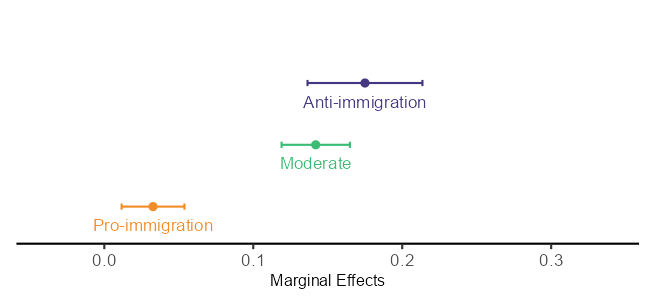 Anti-immigration
Moderate
Pro-immigration
0.0 0.1 0.2 0.3
Marginal Effects